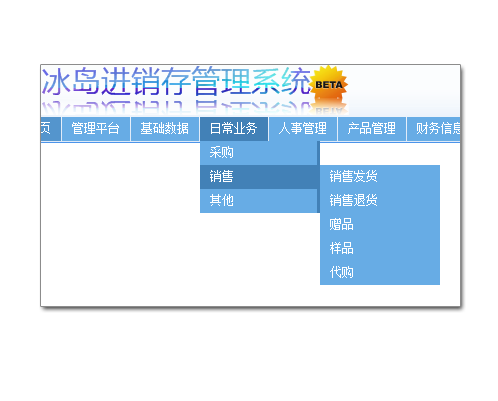 冰岛进销存管理系统 BETA
页 管理平台 基础数据 日常业务 人事管理 产品管理 财务信息
采购
销售 销售发货
其他 销售退货
赠品
样品
代购